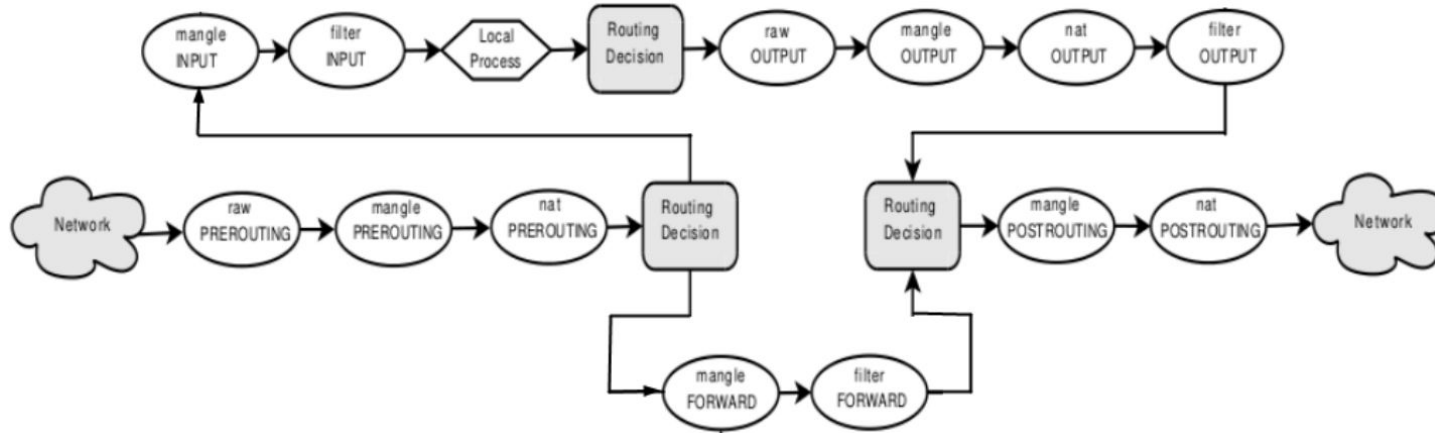 mangle
INPUT
filter
INPUT
Local
Process
Routing
Decision
raw
OUTPUT
mangle
OUTPUT
nat
OUTPUT
filter
OUTPUT
Network
raw
PREROUTING
mangle
PREROUTING
nat
PREROUTING
Routing
Decision
Routing
Decision
mangle
POSTROUTING
nat
POSTROUTING
Network
mangle
FORWARD
filter
FORWARD